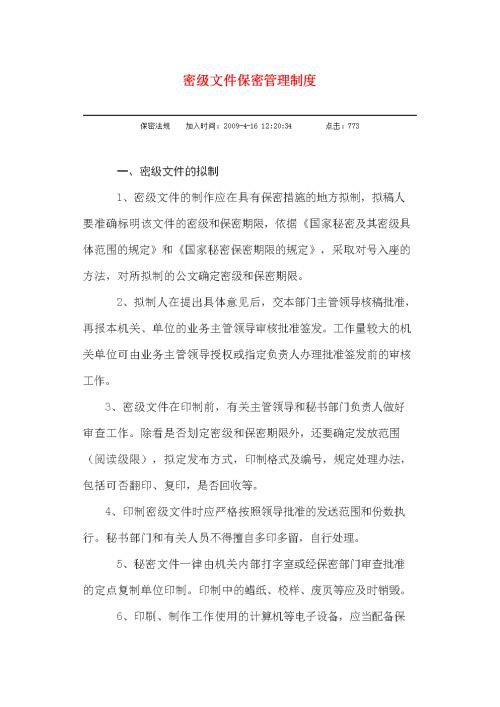 密级文件保密管理制度
保密法规 加入时间：2009-4-16 12:20:34 点击：773
一、密级文件的拟制
1、密级文件的制作应在具有保密措施的地方拟制，拟稿人
要准确标明该文件的密级和保密期限，依据《国家秘密及其密级具
体范围的规定》和《国家秘密保密期限的规定》，采取对号入座的
方法，对所拟制的公文确定密级和保密期限。
2、拟制人在提出具体意见后，交本部门主管领导核稿批准，
再报本机关、单位的业务主管领导审核批准签发。工作量较大的机
关单位可由业务主管领导授权或指定负责人办理批准签发前的审核
工作。
3、密级文件在印制前，有关主管领导和秘书部门负责人做好
审查工作。除看是否划定密级和保密期限外，还要确定发放范围
（阅读级限），拟定发布方式，印制格式及编号，规定处理办法，
包括可否翻印、复印，是否回收等。
4、印制密级文件时应严格按照领导批准的发送范围和份数执
行。秘书部门和有关人员不得擅自多印多留，自行处理。
5、秘密文件一律由机关内部打字室或经保密部门审查批准
的定点复制单位印制。印制中的蜡纸、校样、废页等应及时销毁。
6、印刷、制作工作使用的计算机等电子设备，应当配备保